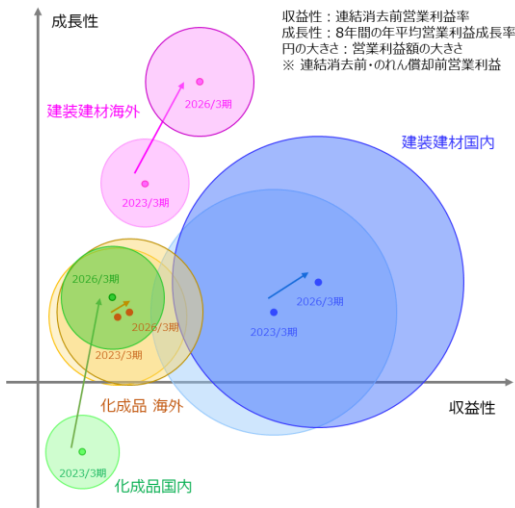 収益性：連結消去前営業利益率
成長性：8年間の年平均営業利益成長率
円の大きさ：営業利益額の大きさ
※ 連結消去前・のれん償却前営業利益
成長性
建装建材海外
2026/3期
2023/3期
建装建材国内
2026/3期
2023/3期
2026/3期
2026/3期
2023/3期
化成品 海外
収益性
2023/3期
化成品国内